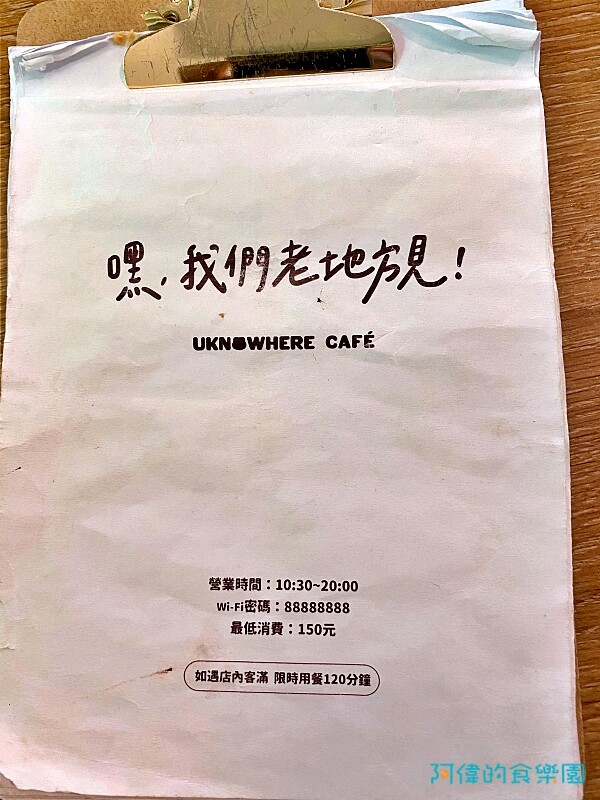 嘿,我們老地方見!
UKNOWHERE CAFÉ
營業時間：10:30~20:00
Wi-Fi密碼：88888888
最低消費：150元
如遇店內客滿 限時用餐120分鐘
阿偉的食樂園